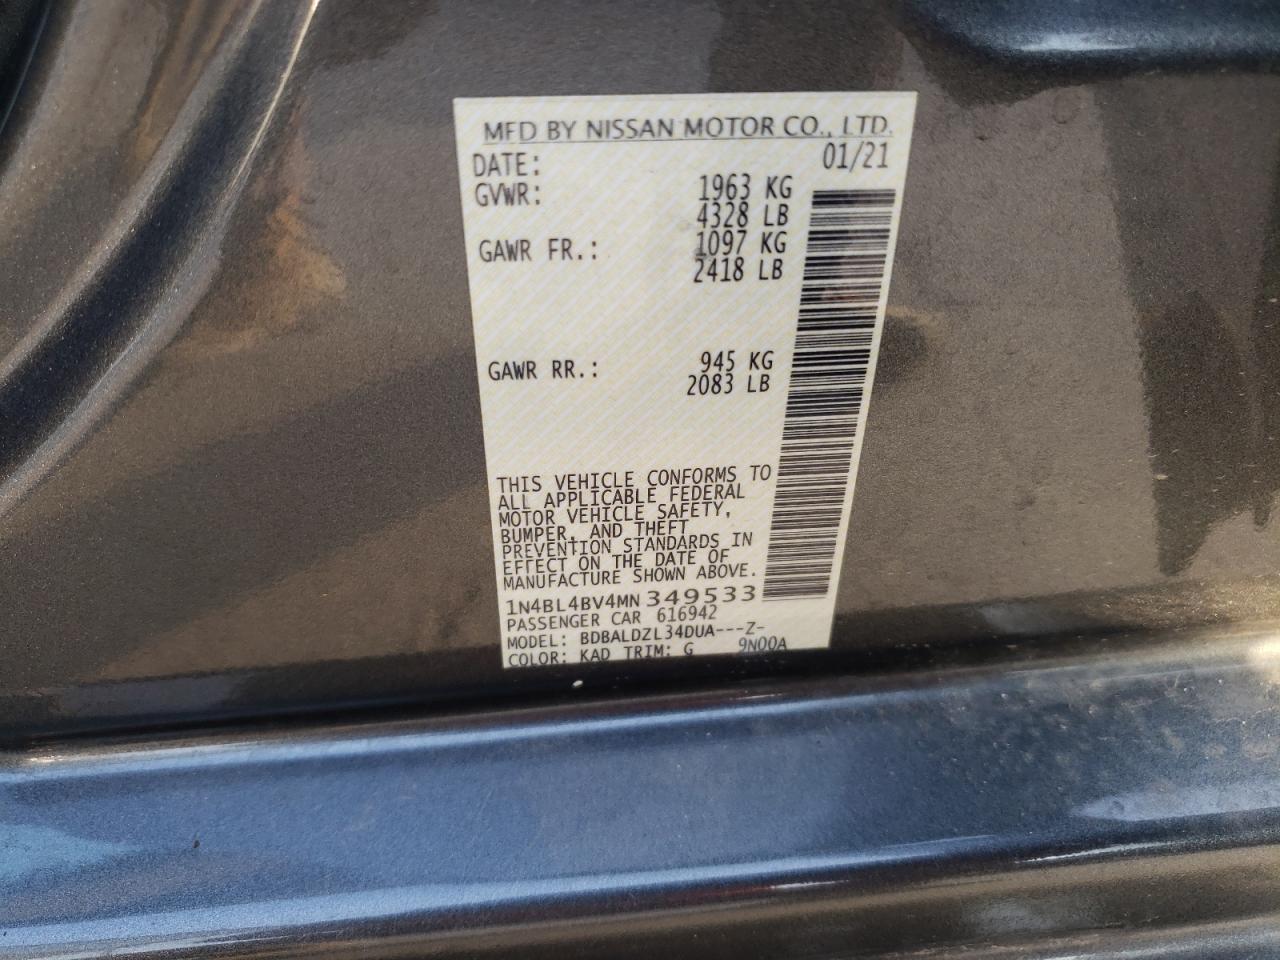 MFD BY NISSAN MOTOR CO., LTD.
DATE: 01/21
GVWR: 1963 KG
4328 LB
GAWR FR.: 1097 KG
2418 LB
GAWR RR.: 945 KG
2083 LB
THIS VEHICLE CONFORMS TO
ALL APPLICABLE FEDERAL
MOTOR VEHICLE SAFETY,
BUMPER, AND THEFT
PREVENTION STANDARDS IN
EFFECT ON THE DATE OF
MANUFACTURE SHOWN ABOVE.
1N4BL4BV4MN349533
PASSENGER CAR 616942
MODEL: BDBALDZL34DUA---Z-
COLOR: KAD TRIM: G 9N00A